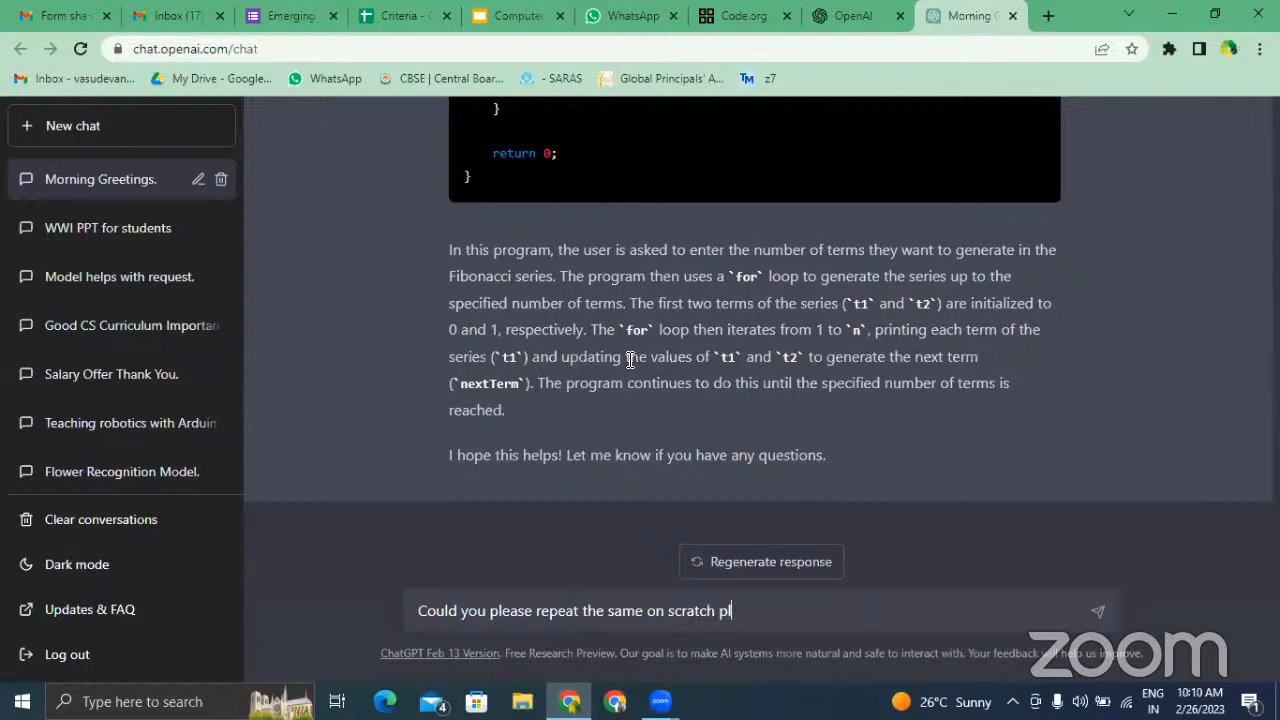 Form shar
Inbox (17
Emerging
Criteria - G
Computer
WhatsApp
Code.org
OpenAI
Morning G
chat.openai.com/chat
Inbox - vasudevan...
My Drive - Google...
WhatsApp
CBSE | Central Boar...
- SARAS
Global Principals' A...
TM z7
New chat
Morning Greetings.
WWI PPT for students
Model helps with request.
Good CS Curriculum Importan
Salary Offer Thank You.
Teaching robotics with Arduin
Flower Recognition Model.
Clear conversations
Dark mode
Updates & FAQ
Log out
}
return 0;
}
In this program, the user is asked to enter the number of terms they want to generate in the
Fibonacci series. The program then uses a `for` loop to generate the series up to the
specified number of terms. The first two terms of the series (`t1` and `t2`) are initialized to
0 and 1, respectively. The `for` loop then iterates from 1 to `n`, printing each term of the
series (`t1`) and updating the values of `t1` and `t2` to generate the next term
(`nextTerm`). The program continues to do this until the specified number of terms is
reached.
I hope this helps! Let me know if you have any questions.
Regenerate response
Could you please repeat the same on scratch pl
ChatGPT Feb 13 Version. Free Research Preview. Our goal is to make AI systems more natural and safe to interact with. Your feedback will help us improve.
zoom
Type here to search
4
zoom
26°C Sunny
ENG
IN
10:10 AM
2/26/2023
1